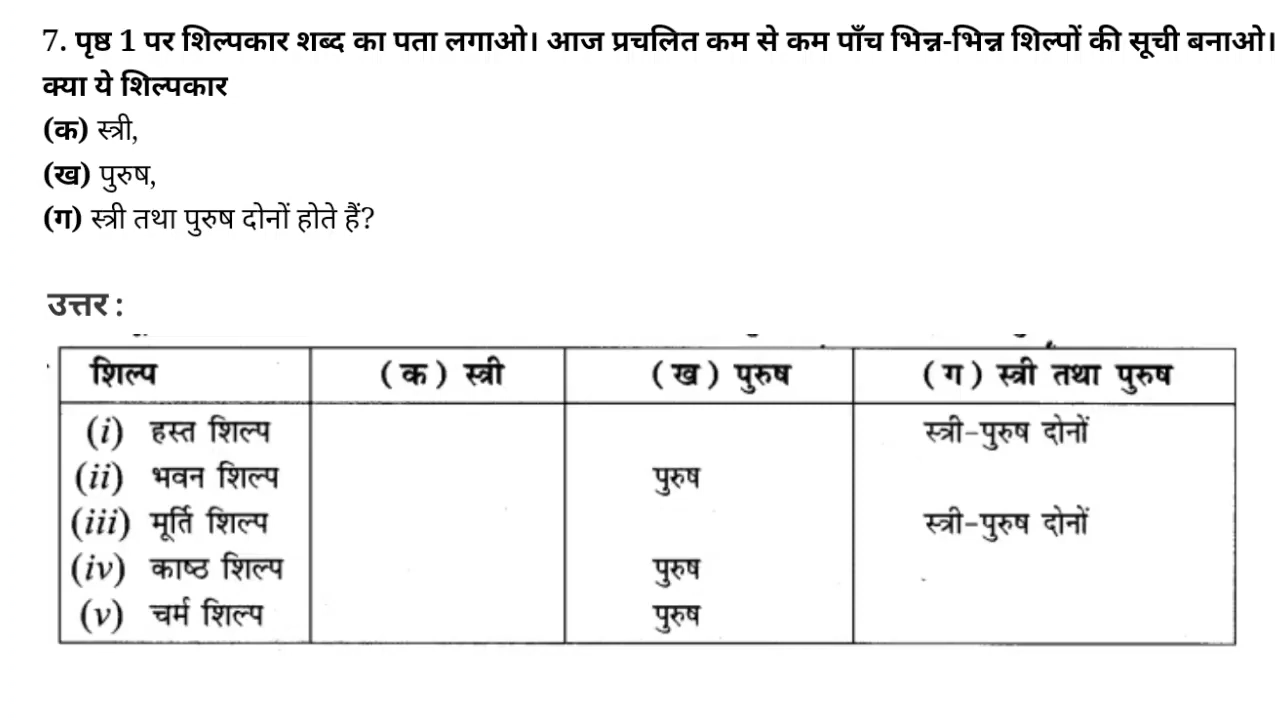 7. पृष्ठ 1 पर शिल्पकार शब्द का पता लगाओ। आज प्रचलित कम से कम पाँच भिन्न-भिन्न शिल्पों की सूची बनाओ।
क्या ये शिल्पकार
(क) स्त्री,
(ख) पुरुष,
(ग) स्त्री तथा पुरुष दोनों होते हैं?
उत्तर :
शिल्प (क) स्त्री (ख) पुरुष (ग) स्त्री तथा पुरुष
(i) हस्त शिल्प स्त्री-पुरुष दोनों
(ii) भवन शिल्प पुरुष
(iii) मूर्ति शिल्प स्त्री-पुरुष दोनों
(iv) काष्ठ शिल्प पुरुष
(v) चर्म शिल्प पुरुष